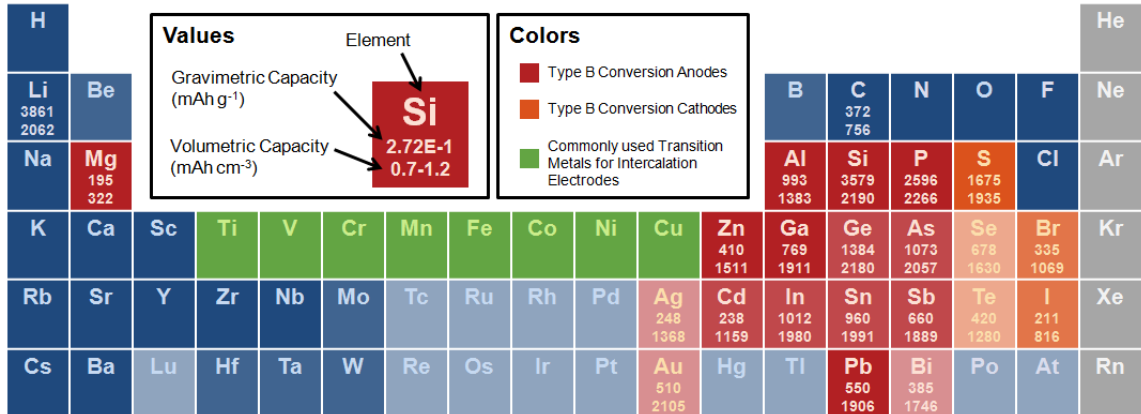 H
He
Values
Element
Gravimetric Capacity
(mAh g-1)
Volumetric Capacity
(mAh cm-3)
Si
2.72E-1
0.7-1.2
Colors
Type B Conversion Anodes
Type B Conversion Cathodes
Commonly used Transition
Metals for Intercalation
Electrodes
Li Be B C N O F Ne
3861 372
2062 756
Na Mg Al Si P S Cl Ar
195 993 3579 2596 1675
322 1383 2190 2266 1935
K Ca Sc Ti V Cr Mn Fe Co Ni Cu Zn Ga Ge As Se Br Kr
410 769 1384 1073 678 335
1511 1911 2180 2057 1630 1069
Rb Sr Y Zr Nb Mo Tc Ru Rh Pd Ag Cd In Sn Sb Te I Xe
248 238 1012 960 660 420 211
1368 1159 1980 1991 1889 1280 816
Cs Ba Lu Hf Ta W Re Os Ir Pt Au Hg Tl Pb Bi Po At Rn
510 550 385
2105 1906 1746